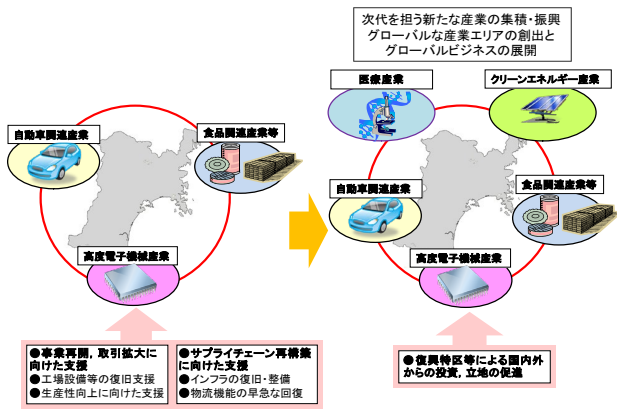 次代を担う新たな産業の集積・振興
グローバルな産業エリアの創出と
グローバルビジネスの展開
医療産業
クリーンエネルギー産業
自動車関連産業
食品関連産業等
高度電子機械産業
自動車関連産業
食品関連産業等
高度電子機械産業
●事業再開，取引拡大に
向けた支援
●工場設備等の復旧支援
●生産性向上に向けた支援
●サプライチェーン再構築
に向けた支援
●インフラの復旧・整備
●物流機能の早急な回復
●復興特区等による国内外
からの投資，立地の促進